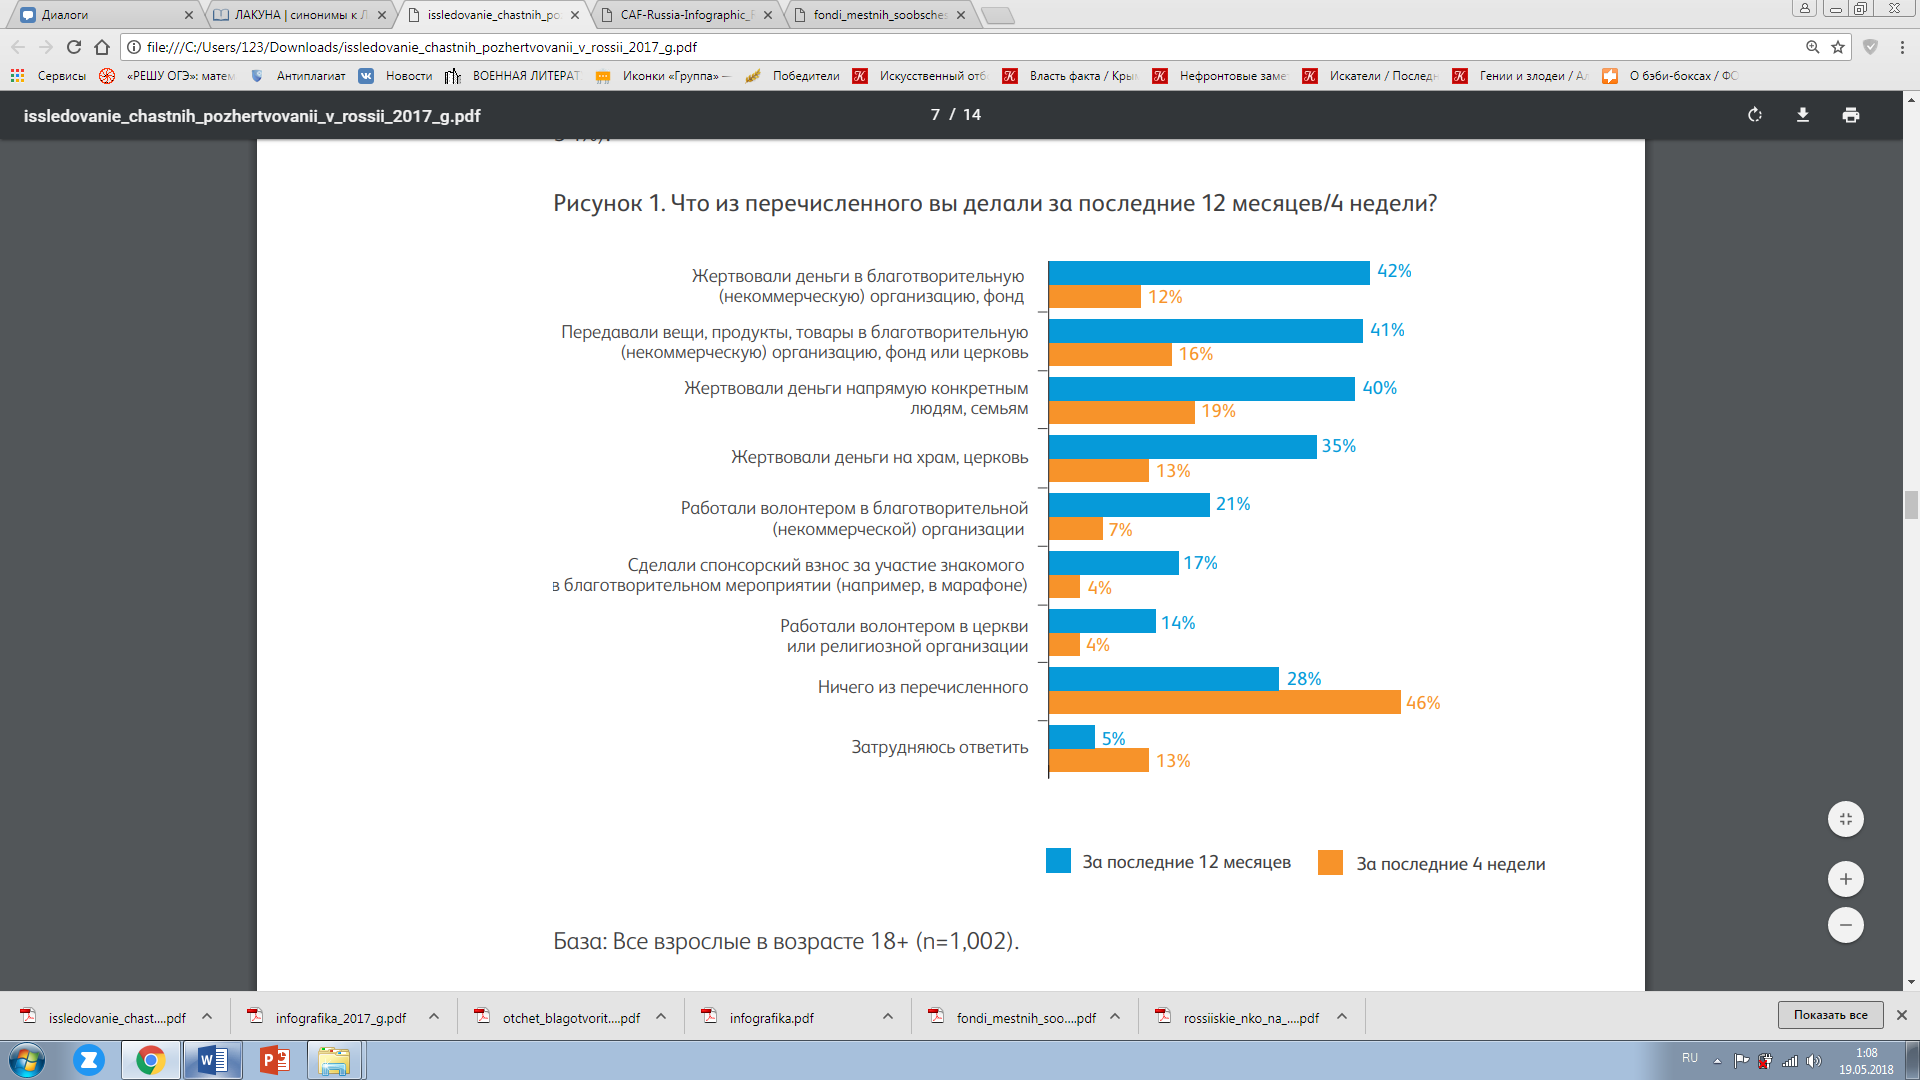 Диалоги
ЛАКУНА | синонимы к Л
issledovanie_chastnih_po
CAF-Russia-Infographic_
fondi_mestnih_soobsches
file:///C:/Users/123/Downloads/issledovanie_chastnih_pozhertvovanii_v_rossii_2017_g.pdf
Сервисы
«РЕШУ ОГЭ»: матем
Антиплагиат
Новости
ВОЕННАЯ ЛИТЕРАТ
Иконки «Группа» —
Победители
Искусственный отб
Власть факта / Кры
Нефронтовые заме
Искатели / Последн
Гении и злодеи / Ал
О бэби-боксах / ФО
issledovanie_chastnih_pozhertvovanii_v_rossii_2017_g.pdf
7 / 14
Рисунок 1. Что из перечисленного вы делали за последние 12 месяцев/4 недели?
Жертвовали деньги в благотворительную
(некоммерческую) организацию, фонд
42%
12%
Передавали вещи, продукты, товары в благотворительную
(некоммерческую) организацию, фонд или церковь
41%
16%
Жертвовали деньги напрямую конкретным
людям, семьям
40%
19%
Жертвовали деньги на храм, церковь
35%
13%
Работали волонтером в благотворительной
(некоммерческой) организации
21%
7%
Сделали спонсорский взнос за участие знакомого
в благотворительном мероприятии (например, в марафоне)
17%
4%
Работали волонтером в церкви
или религиозной организации
14%
4%
Ничего из перечисленного
28%
46%
Затрудняюсь ответить
5%
13%
За последние 12 месяцев
За последние 4 недели
База: Все взрослые в возрасте 18+ (n=1,002).
issledovanie_chast....pdf
infografika_2017_g.pdf
otchet_blagotvorit....pdf
infografika.pdf
fondi_mestnih_soo....pdf
rossiiskie_nko_na_....pdf
Показать все
RU
1:08
19.05.2018